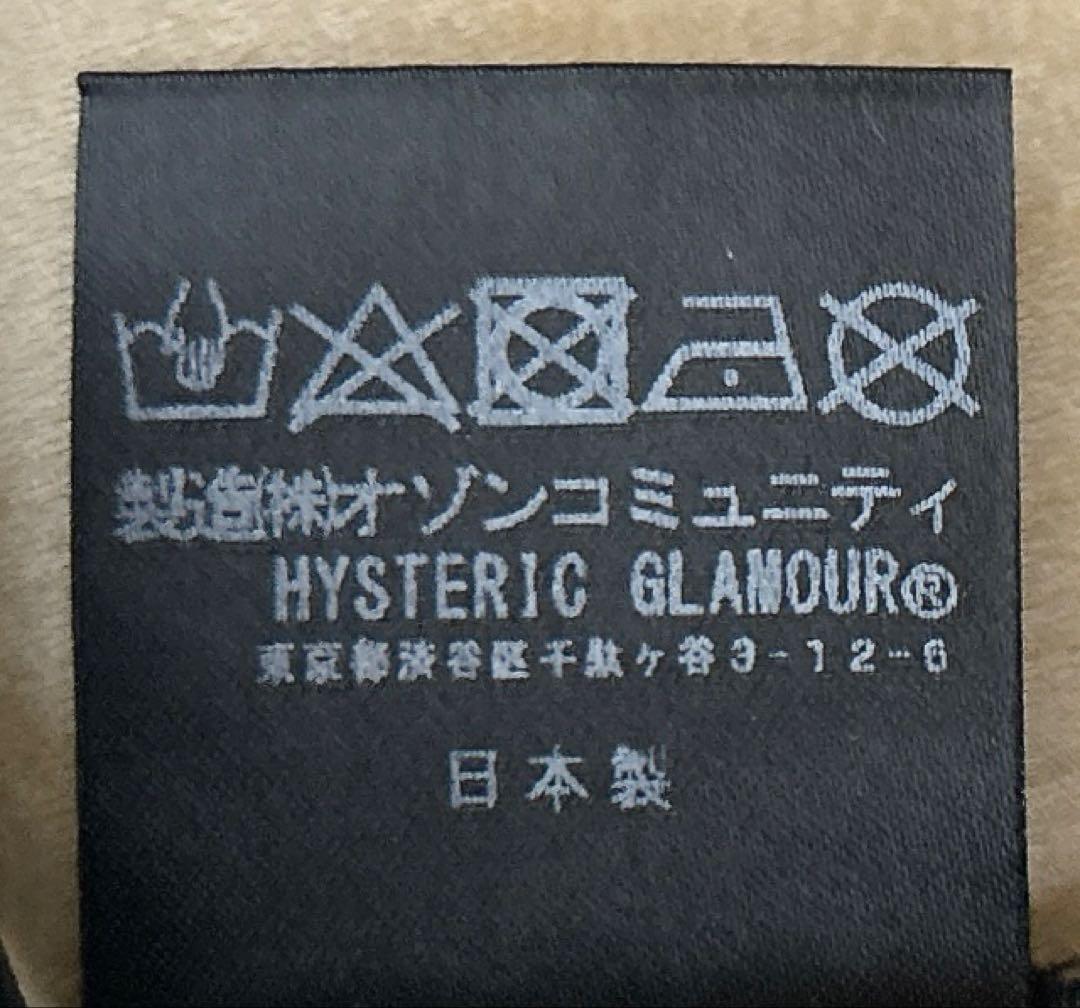 製造(株)オゾンコミュニティ
HYSTERIC GLAMOUR®
東京都渋谷区千駄ヶ谷3-12-6
日本製